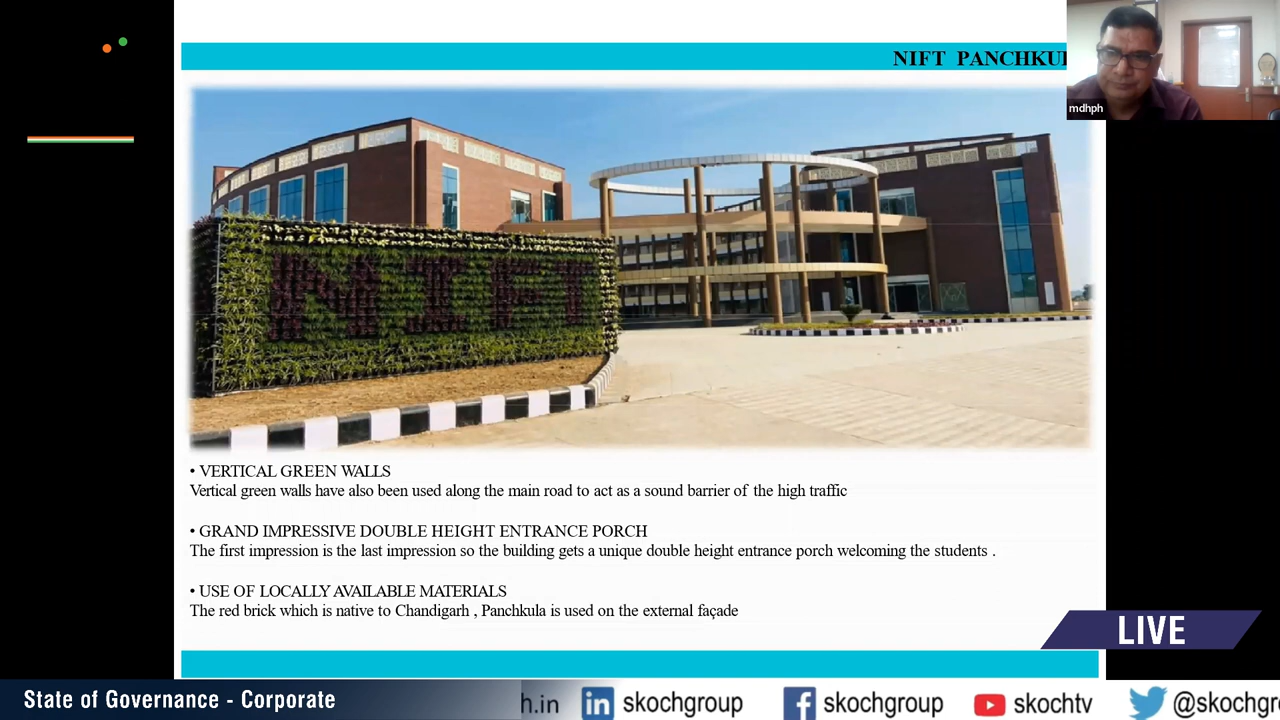 NIFT PANCHKU
mdhph
NIFT
• VERTICAL GREEN WALLS
Vertical green walls have also been used along the main road to act as a sound barrier of the high traffic
• GRAND IMPRESSIVE DOUBLE HEIGHT ENTRANCE PORCH
The first impression is the last impression so the building gets a unique double height entrance porch welcoming the students .
• USE OF LOCALLY AVAILABLE MATERIALS
The red brick which is native to Chandigarh , Panchkula is used on the external façade
LIVE
State of Governance - Corporate
h.in skochgroup skochgroup skochtv @skochgr